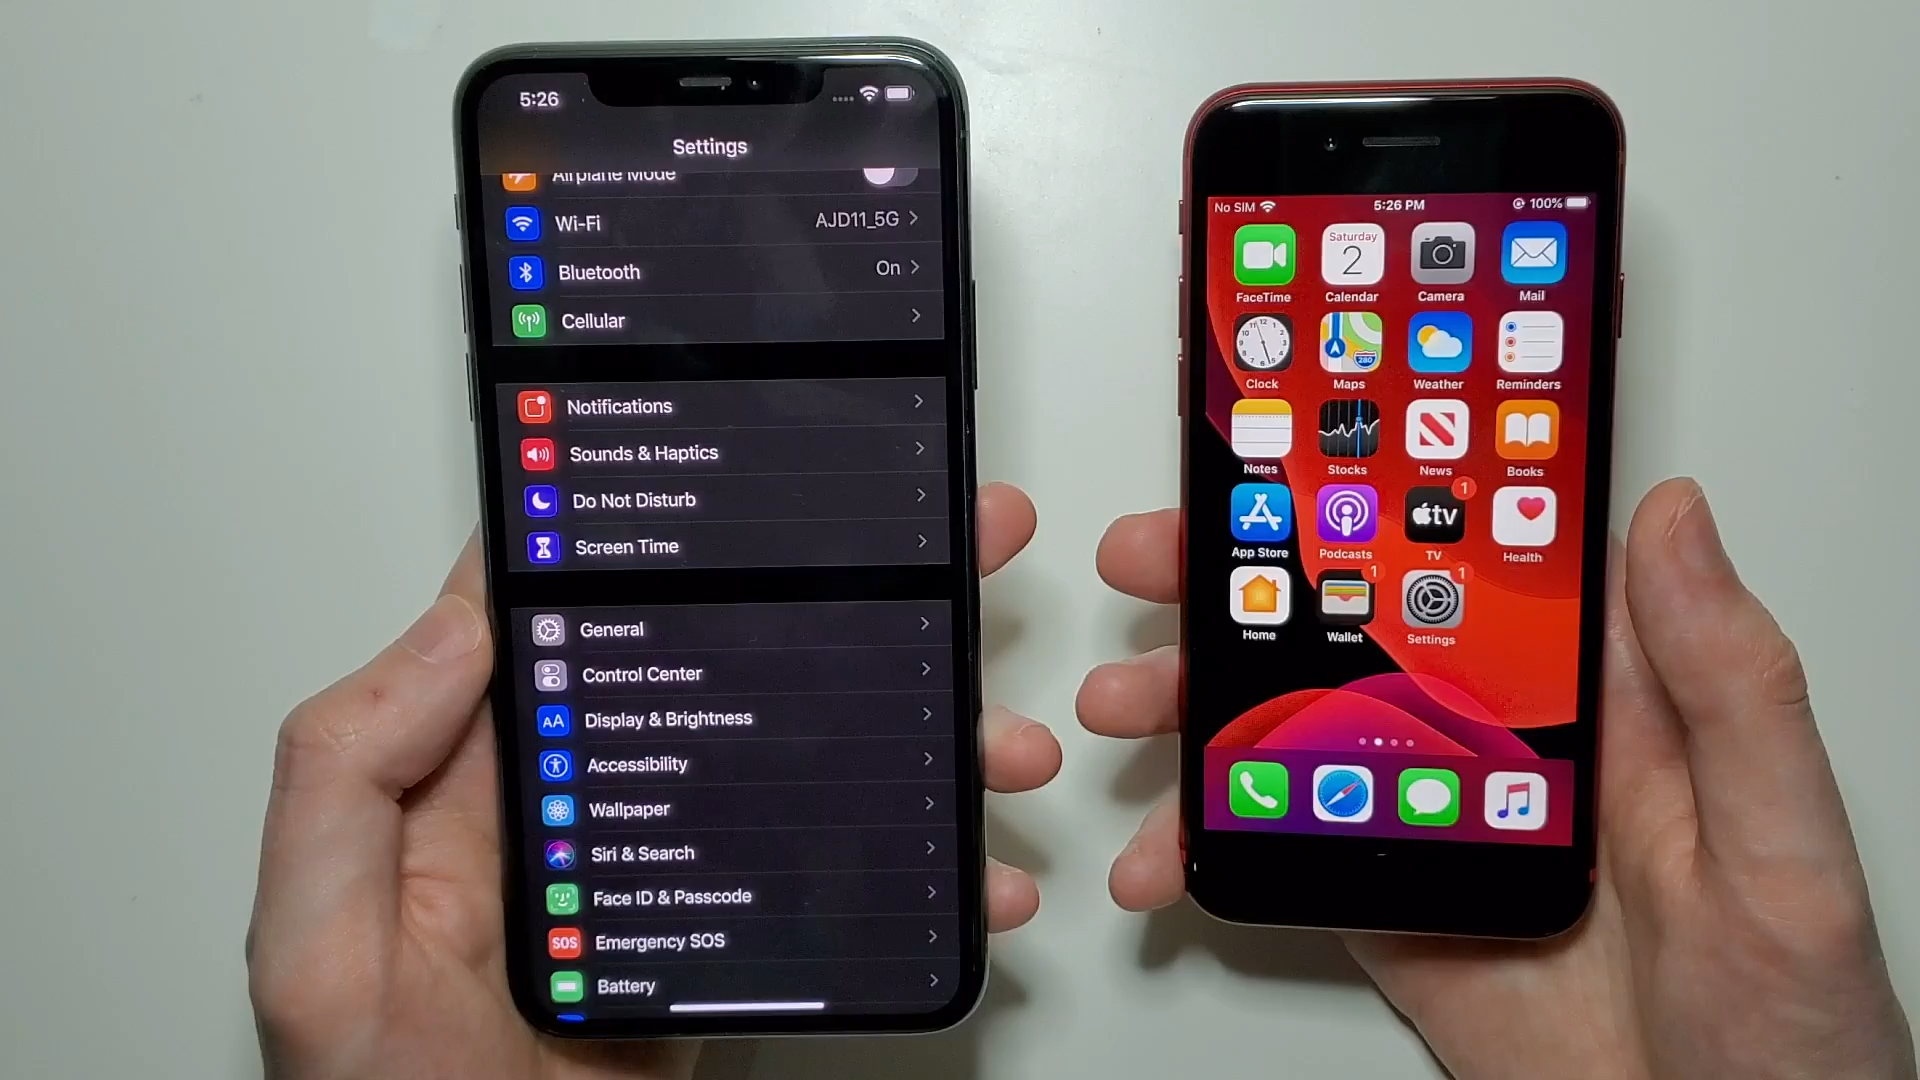 5:26
Settings
Airplane Mode
Wi-Fi AJD11_5G
Bluetooth On
Cellular
Notifications
Sounds & Haptics
Do Not Disturb
Screen Time
General
Control Center
AA Display & Brightness
Accessibility
Wallpaper
Siri & Search
Face ID & Passcode
SOS Emergency SOS
Battery
No SIM 5:26 PM 100%
Saturday
2
FaceTime Calendar Camera Mail
280
Clock Maps Weather Reminders
Notes Stocks News Books
1
tv
App Store Podcasts TV Health
1 1
Home Wallet Settings